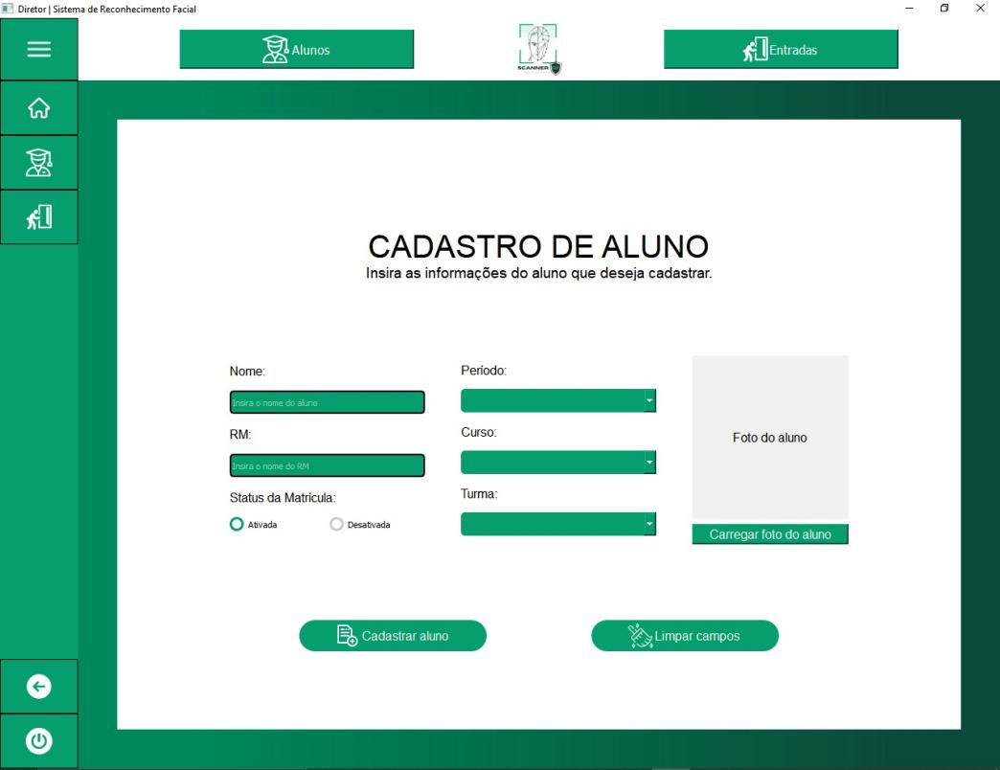 Diretor | Sistema de Reconhecimento Facial
Alunos
SCANNER
Entradas
CADASTRO DE ALUNO
Insira as informações do aluno que deseja cadastrar.
Nome:
Insira o nome do aluno
RM:
Insira o nome do RM
Status da Matrícula:
Ativada
Desativada
Período:
Curso:
Turma:
Foto do aluno
Carregar foto do aluno
Cadastrar aluno
Limpar campos